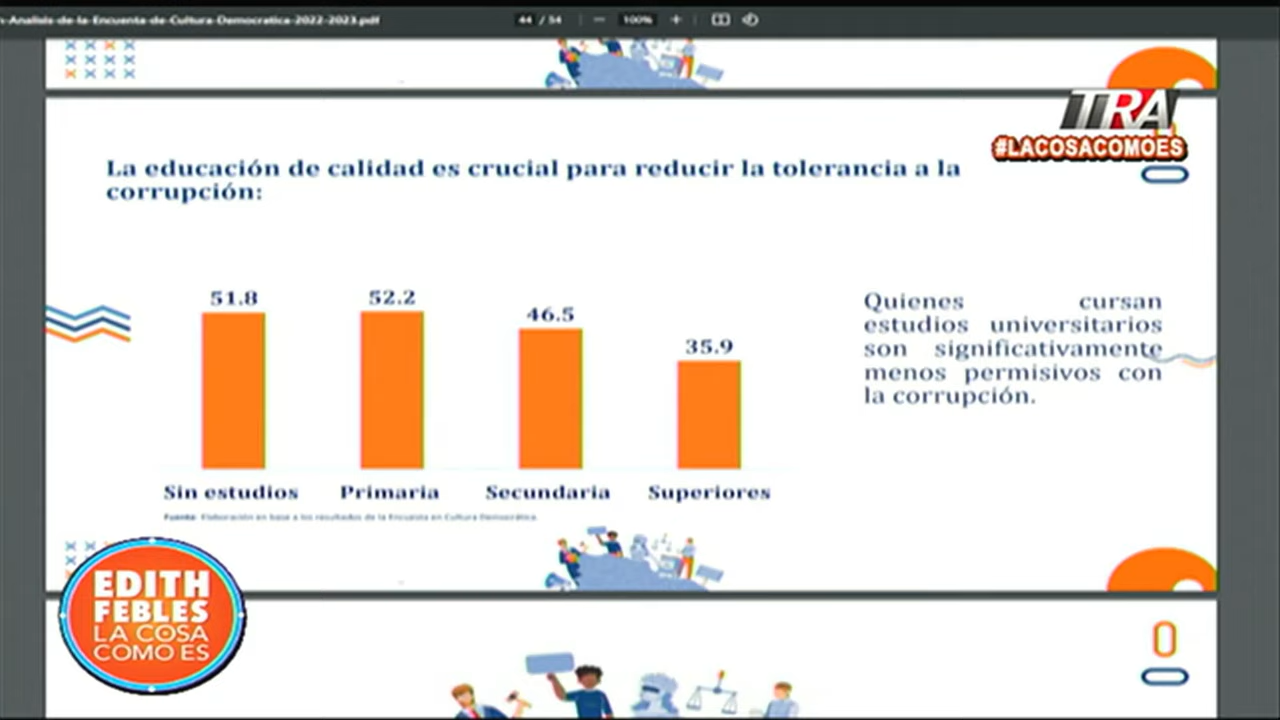 n-Analisis-de-la-Encuenta-de-Cultura-Democratica-2022-2023.pdf
44 / 54
100%
TRA
#LACOSACOMOES
La educación de calidad es crucial para reducir la tolerancia a la
corrupción:
51.8
52.2
46.5
35.9
Quienes cursan
estudios universitarios
son significativamente
menos permisivos con
la corrupción.
Sin estudios
Primaria
Secundaria
Superiores
Fuente: Elaboración en base a los resultados de la Encuesta en Cultura Democrática.
EDITH
FEBLES
LA COSA
COMO ES